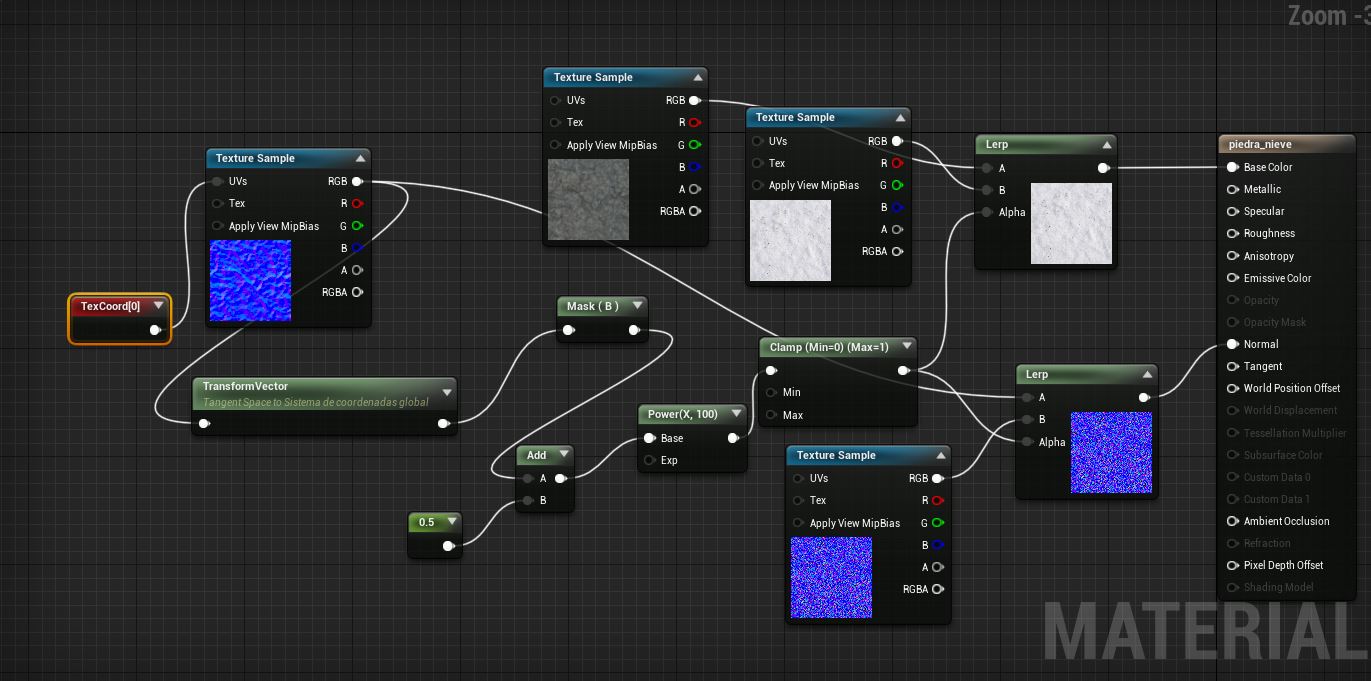 Zoom -3
Texture Sample
UVs RGB
Tex R
Apply View MipBias G
B
A
RGBA
Texture Sample
UVs RGB
Tex R
Apply View MipBias G
B
A
RGBA
Lerp
A
B
Alpha
piedra_nieve
Base Color
Metallic
Specular
Roughness
Anisotropy
Emissive Color
Opacity
Opacity Mask
Normal
Tangent
World Position Offset
World Displacement
Tessellation Multiplier
Subsurface Color
Custom Data 0
Custom Data 1
Ambient Occlusion
Refraction
Pixel Depth Offset
Shading Model
Texture Sample
UVs RGB
Tex R
Apply View MipBias G
B
A
RGBA
TexCoord[0]
Mask ( B )
TransformVector
Tangent Space to Sistema de coordenadas global
Clamp (Min=0) (Max=1)
Min
Max
Lerp
A
B
Alpha
Power(X, 100)
Base
Exp
Add
A
B
0.5
Texture Sample
UVs RGB
Tex R
Apply View MipBias G
B
A
RGBA
MATERIAL